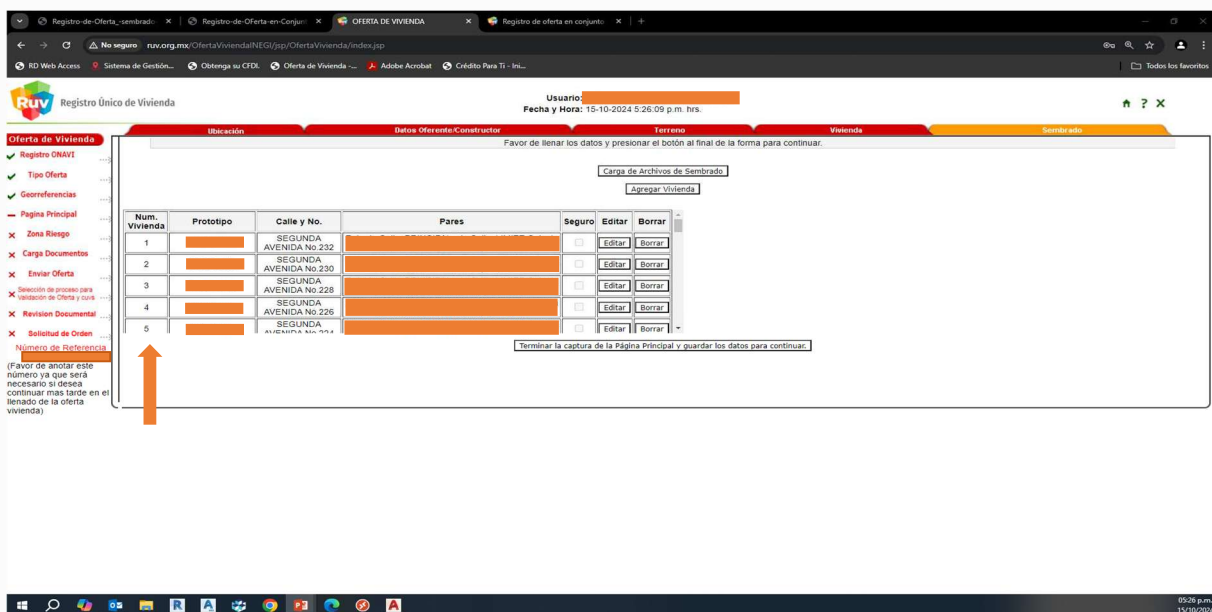 Registro-de-Oferta_-sembrado-
Registro-de-OFerta-en-Conjun
OFERTA DE VIVIENDA
Registro de oferta en conjunto
No seguro ruv.org.mx/OfertaViviendaINEGI/jsp/OfertaVivienda/index.jsp
RD Web Access
Sistema de Gestión...
Obtenga su CFDI.
Oferta de Vivienda -...
Adobe Acrobat
Crédito Para Ti - Ini...
Todos los favoritos
Ruv Registro Único de Vivienda
Usuario:
Fecha y Hora: 15-10-2024 5:26:09 p.m. hrs.
? X
Ubicación Datos Oferente/Constructor Terreno Vivienda Sembrado
Oferta de Vivienda
Registro ONAVI
Tipo Oferta
Georreferencias
Pagina Principal
Zona Riesgo
Carga Documentos
Enviar Oferta
Selección de proceso para
Validación de Oferta y cuvs
Revision Documental
Solicitud de Orden
Número de Referencia
(Favor de anotar este
número ya que será
necesario si desea
continuar mas tarde en el
llenado de la oferta
vivienda)
Favor de llenar los datos y presionar el botón al final de la forma para continuar.
Carga de Archivos de Sembrado
Agregar Vivienda
Num. Vivienda Prototipo Calle y No. Pares Seguro Editar Borrar
1 SEGUNDA AVENIDA No.232 Editar Borrar
2 SEGUNDA AVENIDA No.230 Editar Borrar
3 SEGUNDA AVENIDA No.228 Editar Borrar
4 SEGUNDA AVENIDA No.226 Editar Borrar
5 SEGUNDA AVENIDA No.224 Editar Borrar
Terminar la captura de la Página Principal y guardar los datos para continuar.
05:26 p.m.
15/10/2024